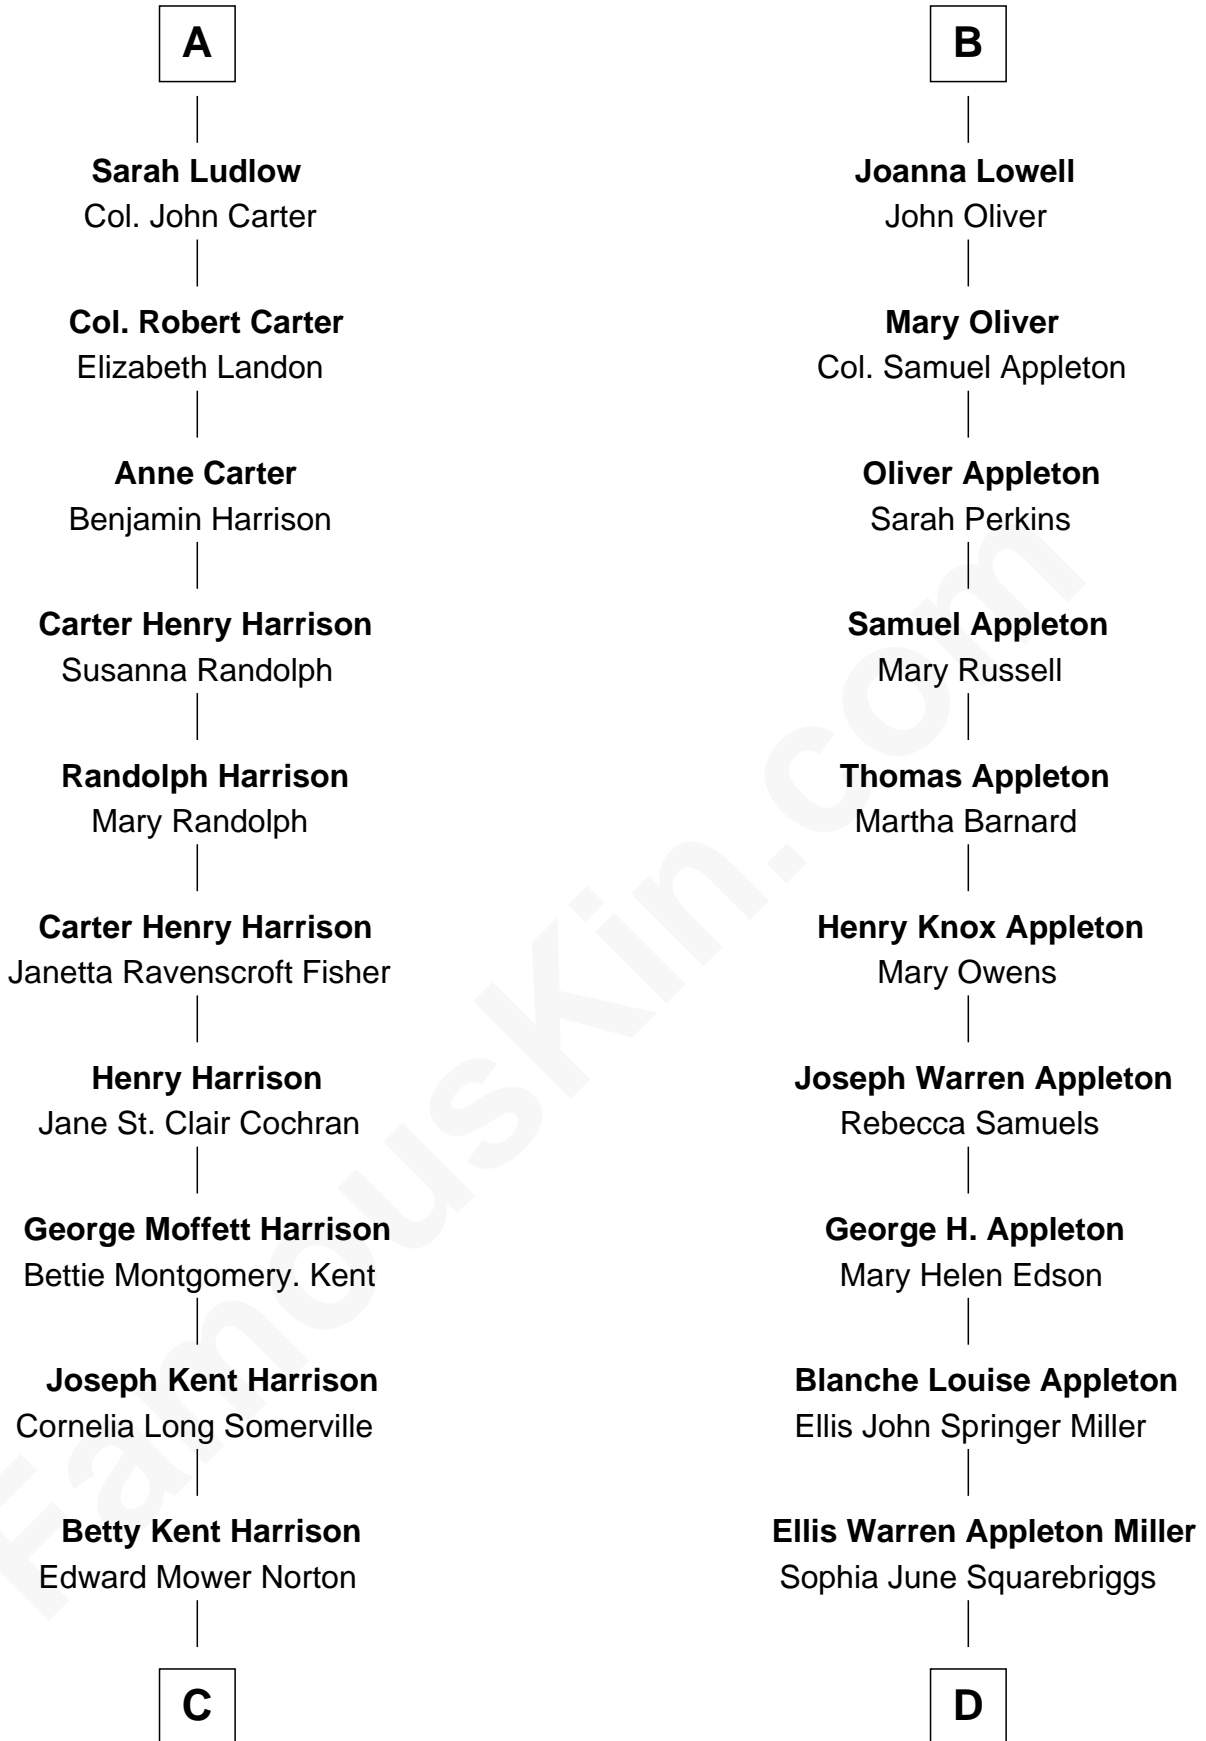 A
Sarah Ludlow
Col. John Carter
Col. Robert Carter
Elizabeth Landon
Anne Carter
Benjamin Harrison
Carter Henry Harrison
Susanna Randolph
Randolph Harrison
Mary Randolph
Carter Henry Harrison
Janetta Ravenscroft Fisher
Henry Harrison
Jane St. Clair Cochran
George Moffett Harrison
Bettie Montgomery. Kent
Joseph Kent Harrison
Cornelia Long Somerville
Betty Kent Harrison
Edward Mower Norton
C
B
Joanna Lowell
John Oliver
Mary Oliver
Col. Samuel Appleton
Oliver Appleton
Sarah Perkins
Samuel Appleton
Mary Russell
Thomas Appleton
Martha Barnard
Henry Knox Appleton
Mary Owens
Joseph Warren Appleton
Rebecca Samuels
George H. Appleton
Mary Helen Edson
Blanche Louise Appleton
Ellis John Springer Miller
Ellis Warren Appleton Miller
Sophia June Squarebriggs
D
FamousKin.com